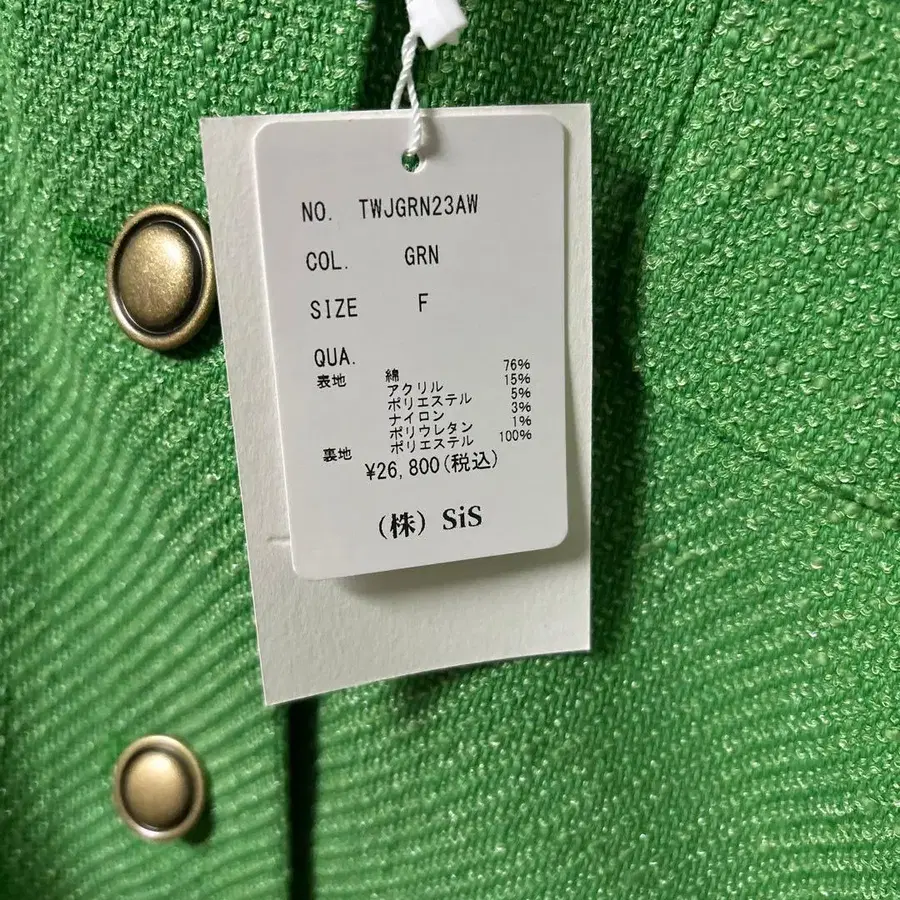 NO. TWJGRN23AW
COL. GRN
SIZE F
QUA.
表地 綿 76%
アクリル 15%
ポリエステル 5%
ナイロン 3%
ポリウレタン 1%
裏地 ポリエステル 100%
¥26,800(税込)
(株) SiS